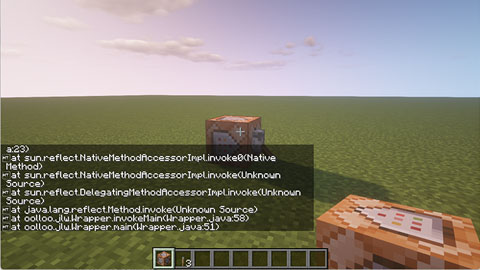 a:23)
at sun.reflect.NativeMethodAccessorImpl.invoke0(Native
Method)
at sun.reflect.NativeMethodAccessorImpl.invoke(Unknown
Source)
at sun.reflect.DelegatingMethodAccessorImpl.invoke(Unknown
Source)
at java.lang.reflect.Method.invoke(Unknown Source)
at oolloo.jlw.Wrapper.invokeMain(Wrapper.java:58)
at oolloo.jlw.Wrapper.main(Wrapper.java:51)
3